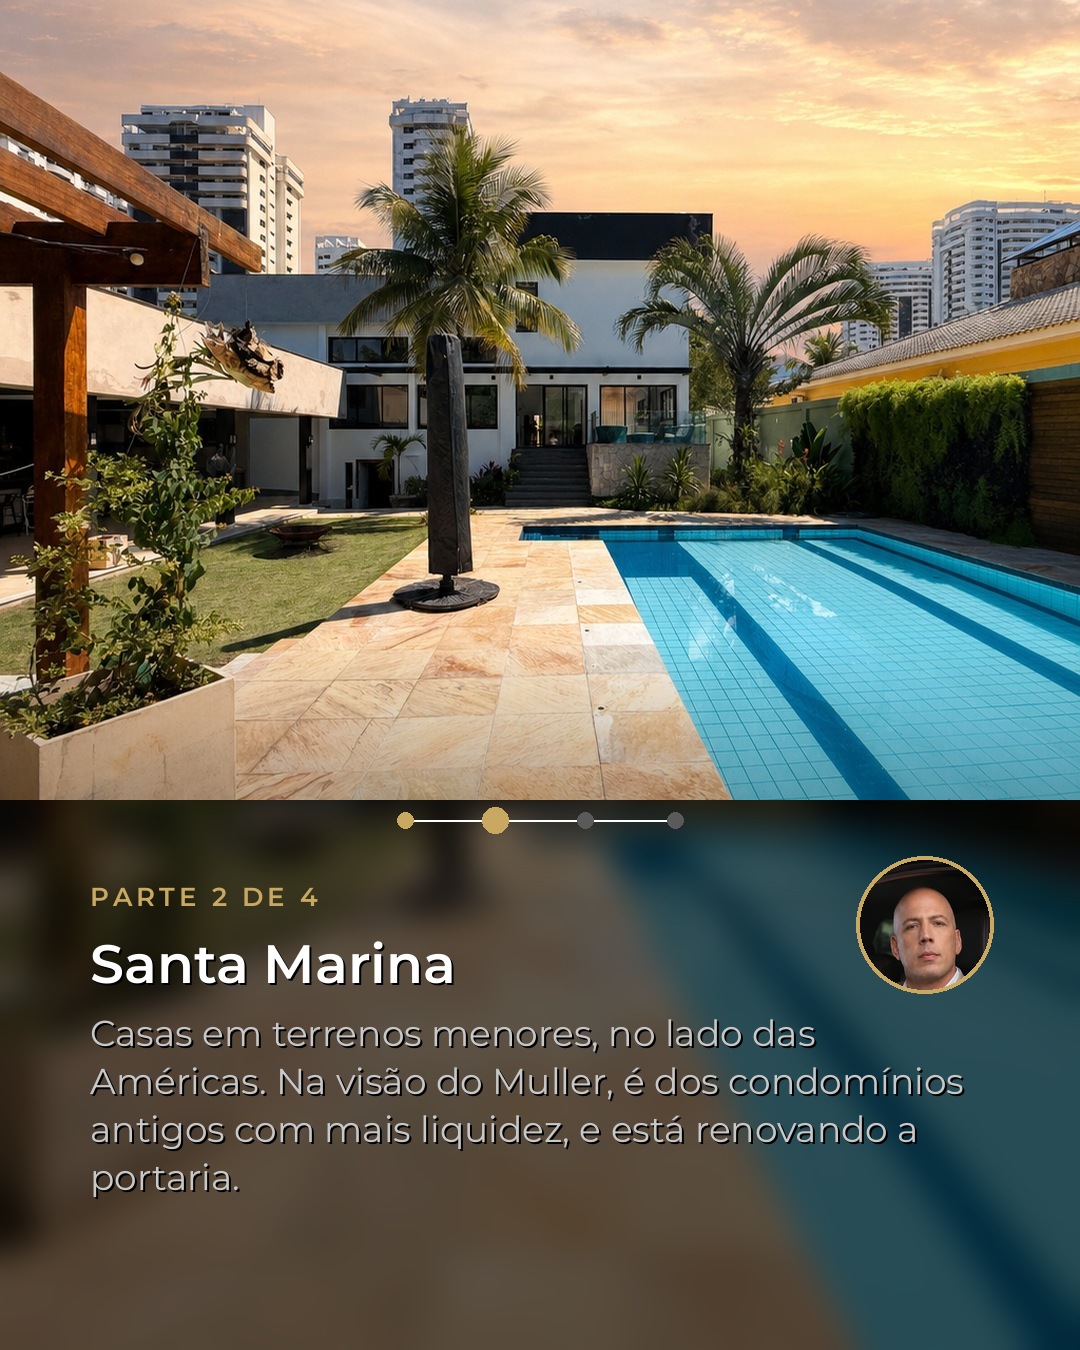 PARTE 2 DE 4
Santa Marina
Casas em terrenos menores, no lado das
Américas. Na visão do Muller, é dos condomínios
antigos com mais liquidez, e está renovando a
portaria.